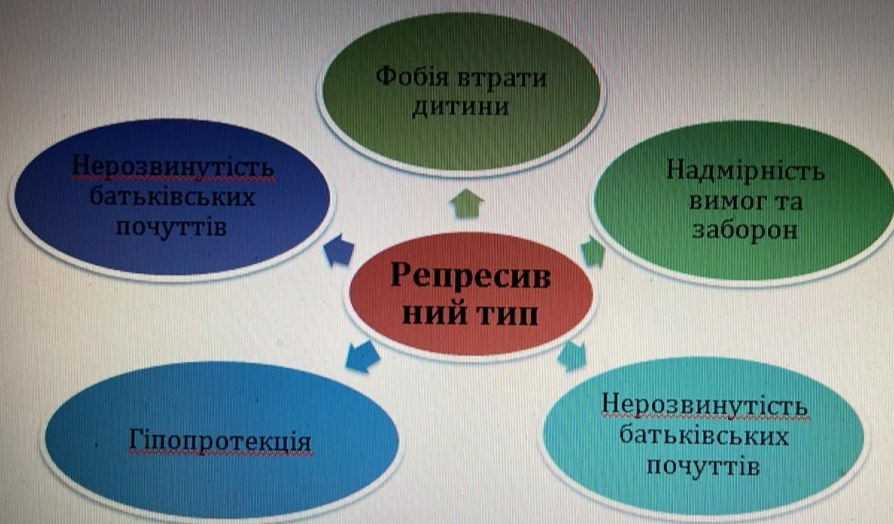 Фобія втрати
дитини
Нерозвинутість
батьківських
почуттів
Надмірність
вимог та
заборон
Репресив
ний тип
Гіпопротекція
Нерозвинутість
батьківських
почуттів